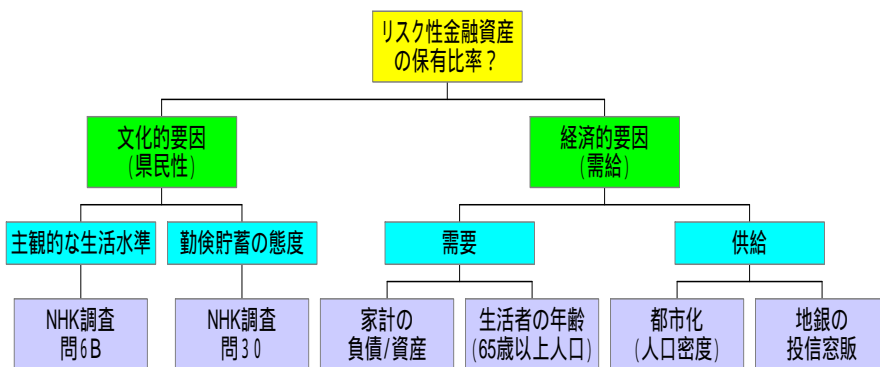 リスク性金融資産
の保有比率？
文化的要因
(県民性)
経済的要因
(需給)
主観的な生活水準
勤倹貯蓄の態度
需要
供給
NHK調査
問6B
NHK調査
問30
家計の
負債/資産
生活者の年齢
(65歳以上人口)
都市化
(人口密度)
地銀の
投信窓販